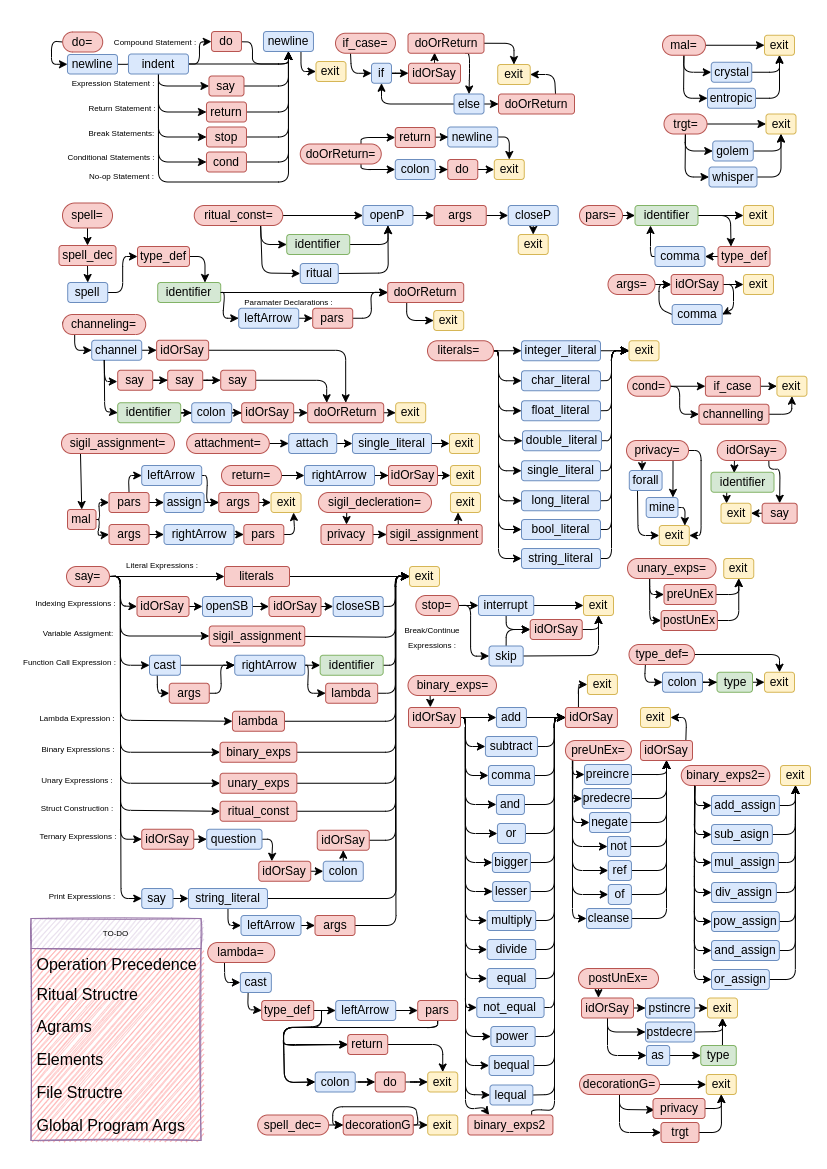 do=
Compound Statement :
do
newline
newline
indent
exit
Expression Statement :
say
Return Statement :
return
Break Statements:
stop
Conditional Statements :
cond
No-op Statement :
if_case=
doOrReturn
if
idOrSay
exit
else
doOrReturn
doOrReturn=
return
newline
colon
do
exit
mal=
exit
crystal
entropic
trgt=
exit
golem
whisper
spell=
spell_dec
type_def
spell
identifier
Paramater Declarations :
leftArrow
pars
doOrReturn
exit
ritual_const=
openP
args
closeP
identifier
exit
ritual
pars=
identifier
exit
comma
type_def
args=
idOrSay
exit
comma
channeling=
channel
idOrSay
say
say
say
identifier
colon
idOrSay
doOrReturn
exit
literals=
integer_literal
exit
char_literal
float_literal
double_literal
single_literal
long_literal
bool_literal
string_literal
cond=
if_case
exit
channelling
sigil_assignment=
attachment=
attach
single_literal
exit
leftArrow
return=
rightArrow
idOrSay
exit
pars
assign
args
exit
mal
args
rightArrow
pars
sigil_decleration=
exit
privacy
sigil_assignment
privacy=
forall
mine
exit
idOrSay=
identifier
exit
say
say=
Literal Expressions :
literals
exit
Indexing Expressions :
idOrSay
openSB
idOrSay
closeSB
Variable Assigment:
sigil_assignment
Function Call Expression :
cast
rightArrow
identifier
args
lambda
Lambda Expression :
lambda
Binary Expressions :
binary_exps
Unary Expressions :
unary_exps
Struct Construction :
ritual_const
Ternary Expressions :
idOrSay
question
idOrSay
idOrSay
colon
Print Expressions :
say
string_literal
leftArrow
args
unary_exps=
exit
preUnEx
postUnEx
stop=
interrupt
exit
Break/Continue
Expressions :
idOrSay
skip
type_def=
colon
type
exit
binary_exps=
exit
idOrSay
add
idOrSay
subtract
comma
and
or
bigger
lesser
multiply
divide
equal
not_equal
power
bequal
lequal
binary_exps2
exit
preUnEx=
idOrSay
preincre
predecre
negate
not
ref
of
cleanse
binary_exps2=
exit
add_assign
sub_asign
mul_assign
div_assign
pow_assign
and_assign
or_assign
TO-DO
Operation Precedence
Ritual Structre
Agrams
Elements
File Structre
Global Program Args
lambda=
cast
type_def
leftArrow
pars
return
colon
do
exit
spell_dec=
decorationG
exit
postUnEx=
idOrSay
pstincre
exit
pstdecre
as
type
decorationG=
exit
privacy
trgt